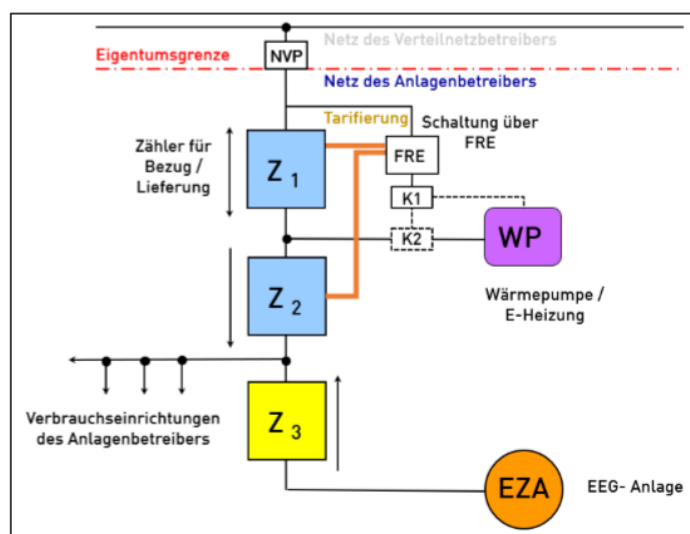 Netz des Verteilnetzbetreibers
Eigentumsgrenze
NVP
Netz des Anlagenbetreibers
Tarifierung
Schaltung über
FRE
Zähler für
Bezug /
Lieferung
Z 1
FRE
K1
K2
WP
Z 2
Wärmepumpe /
E-Heizung
Z 3
Verbrauchseinrichtungen
des Anlagenbetreibers
EZA
EEG- Anlage